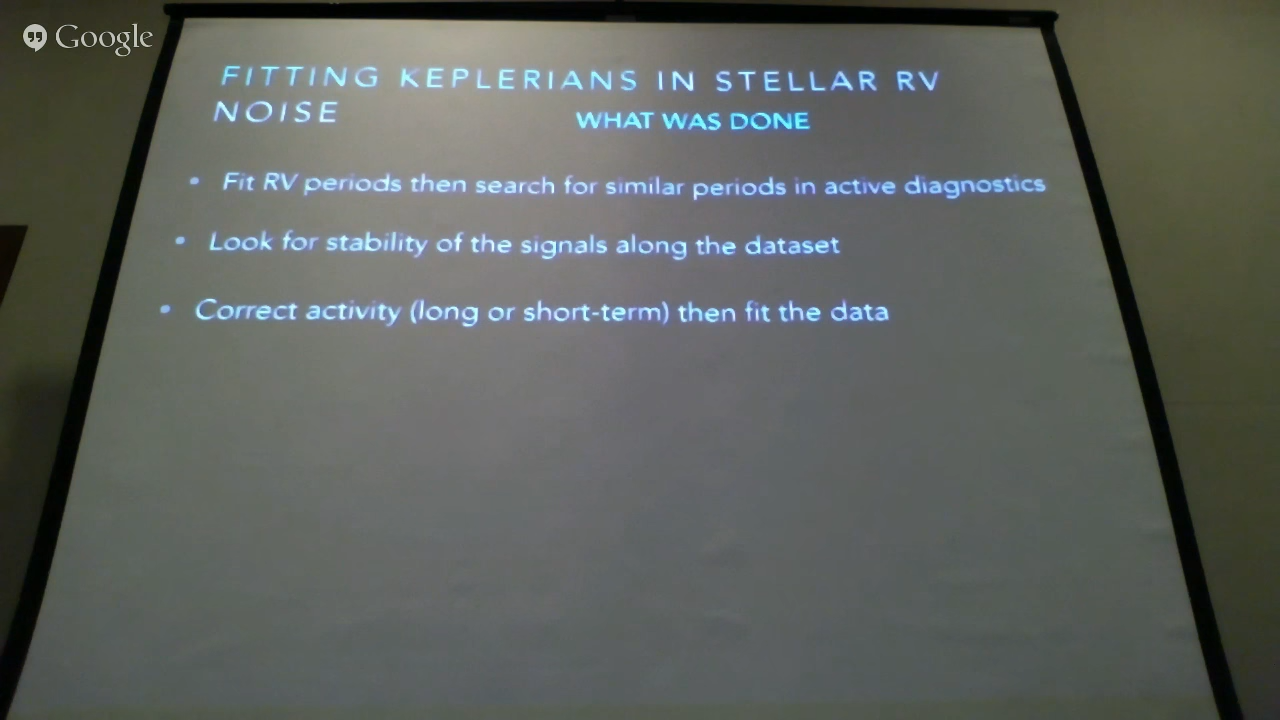 Google
FITTING KEPLERIANS IN STELLAR RV
NOISE
WHAT WAS DONE
• Fit RV periods then search for similar periods in active diagnostics
• Look for stability of the signals along the dataset
• Correct activity (long or short-term) then fit the data